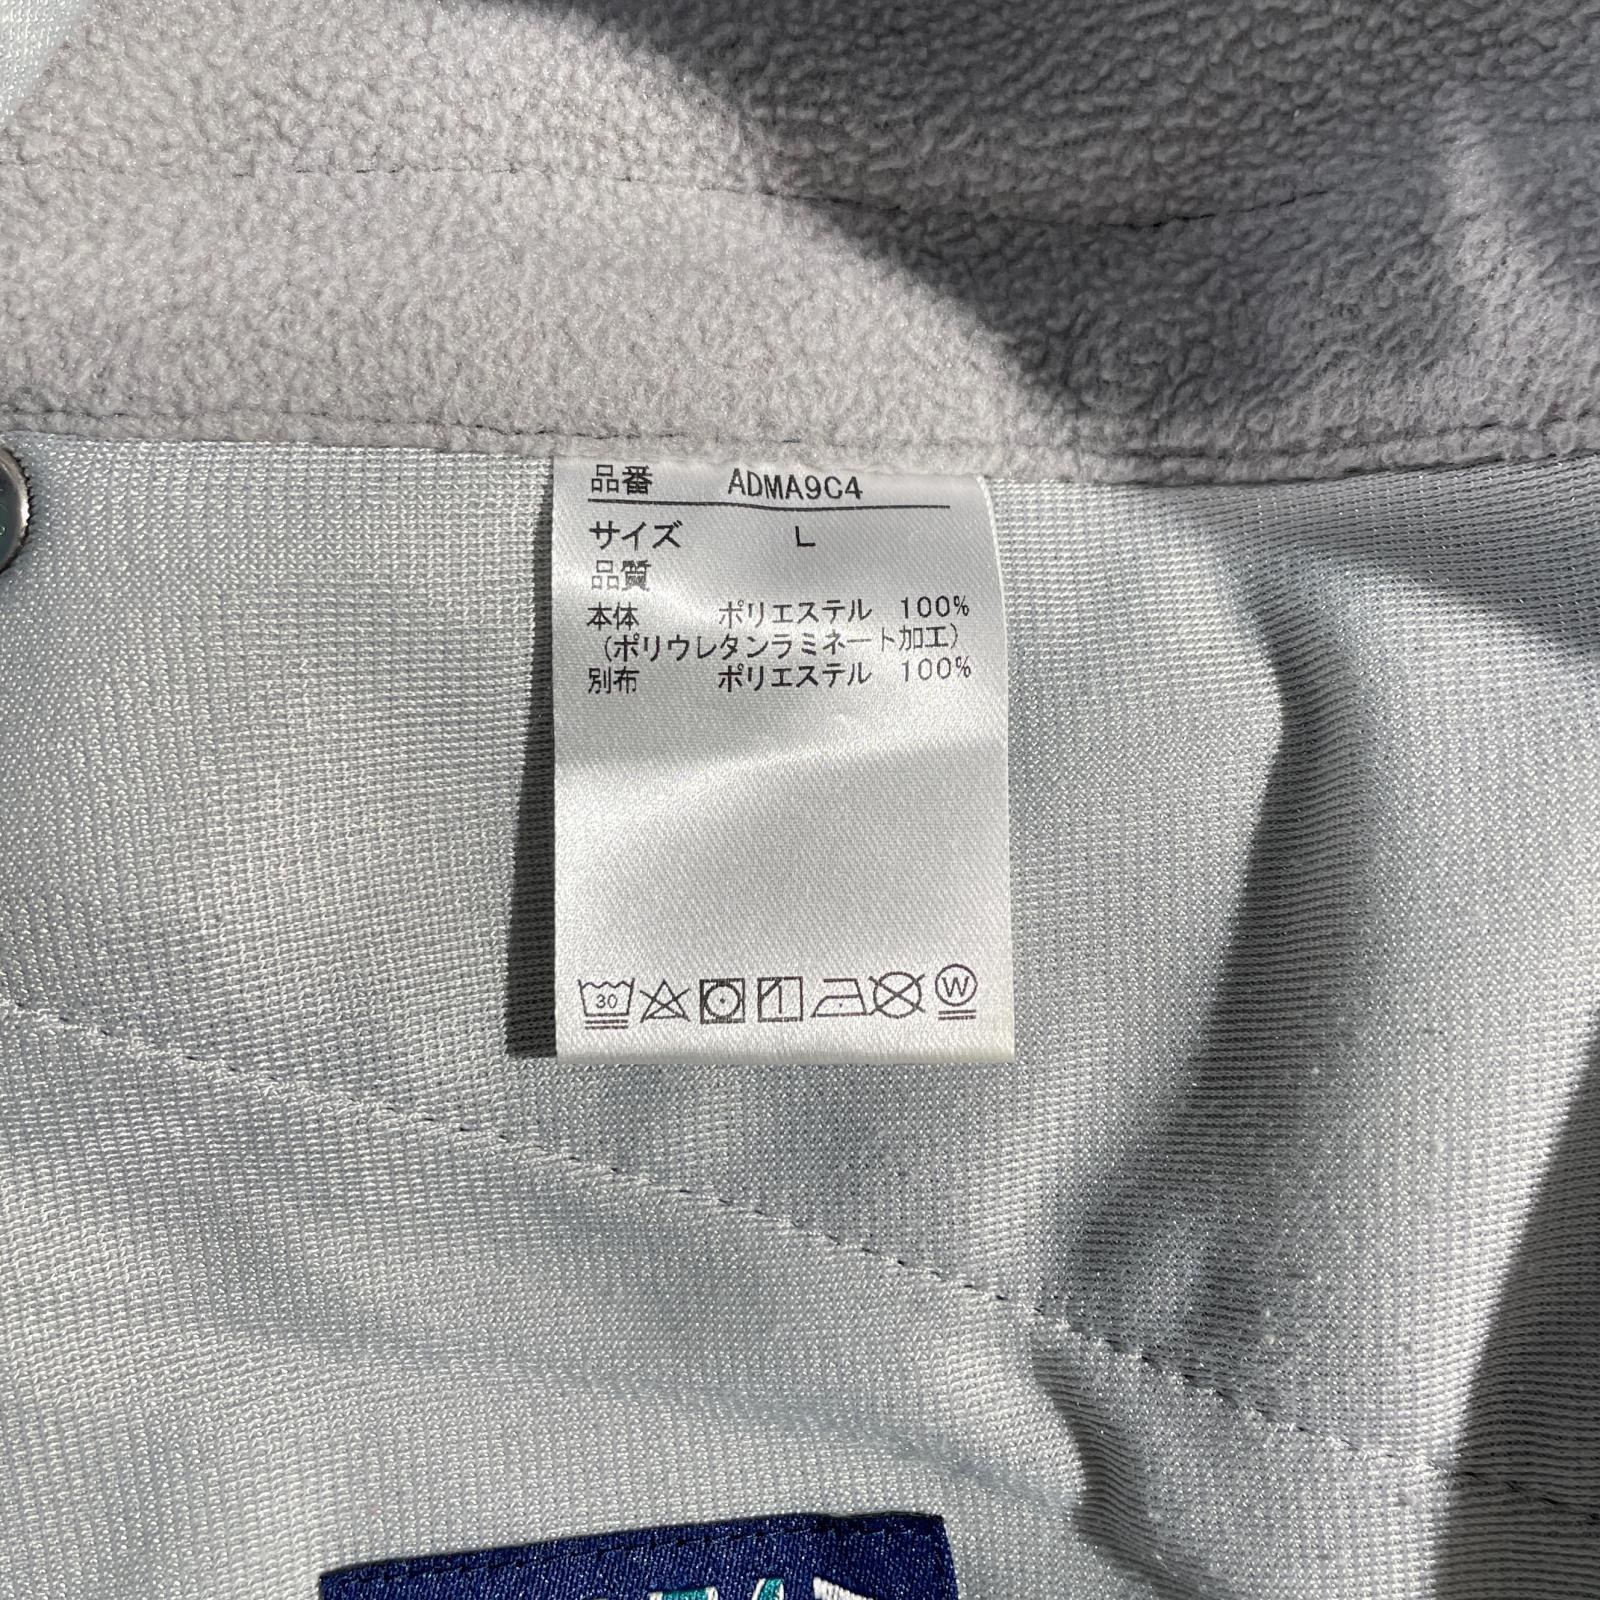 品番 ADMA9C4
サイズ L
品質
本体 ポリエステル 100%
(ポリウレタンラミネート加工)
別布 ポリエステル 100%
30 W